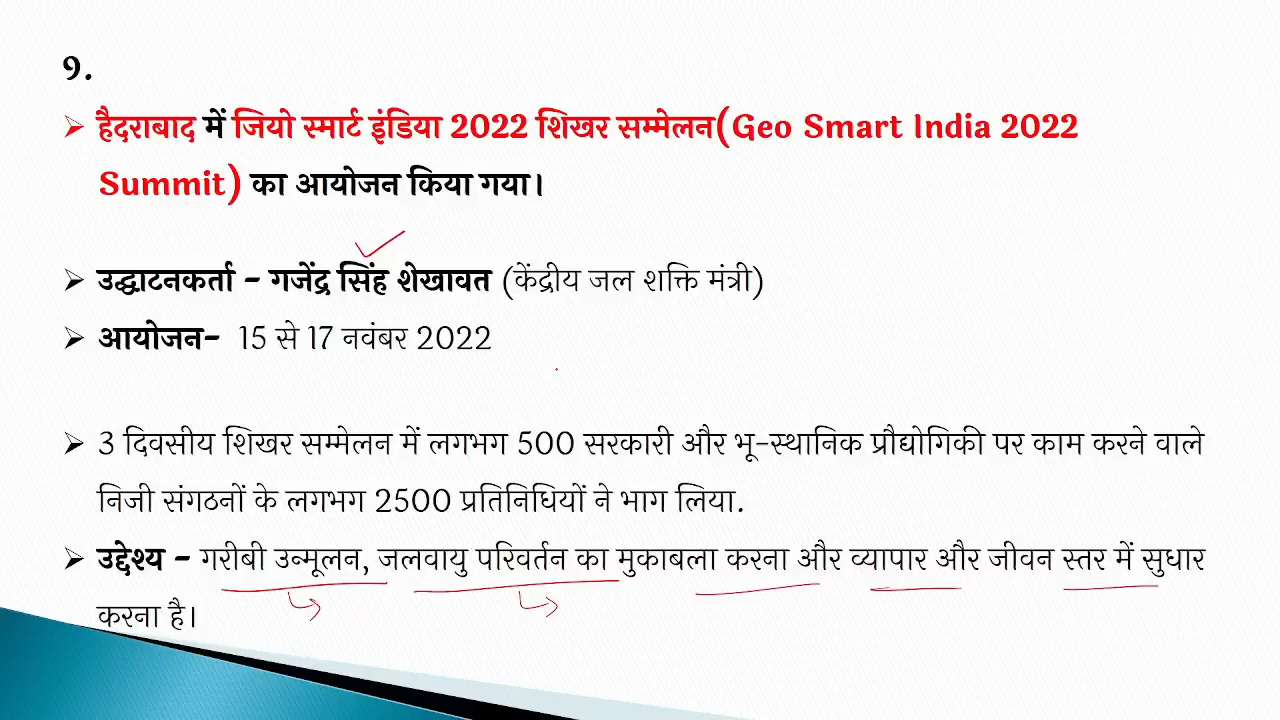 9.
हैदराबाद में जियो स्मार्ट इंडिया 2022 शिखर सम्मेलन(Geo Smart India 2022
Summit) का आयोजन किया गया।
उद्घाटनकर्ता - गजेंद्र सिंह शेखावत (केंद्रीय जल शक्ति मंत्री)
आयोजन- 15 से 17 नवंबर 2022
3 दिवसीय शिखर सम्मेलन में लगभग 500 सरकारी और भू-स्थानिक प्रौद्योगिकी पर काम करने वाले
निजी संगठनों के लगभग 2500 प्रतिनिधियों ने भाग लिया.
उद्देश्य - गरीबी उन्मूलन, जलवायु परिवर्तन का मुकाबला करना और व्यापार और जीवन स्तर में सुधार
करना है।